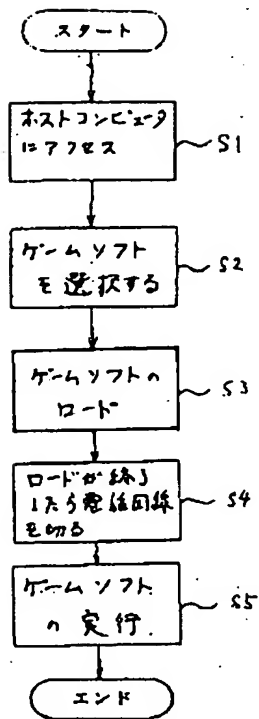 スタート
ホストコンピュータ
にアクセス
S1
ゲームソフト
を選択する
S2
ゲームソフトの
ロード
S3
ロードが終了
したら電話回線
を切る
S4
ゲームソフト
の実行
S5
エンド